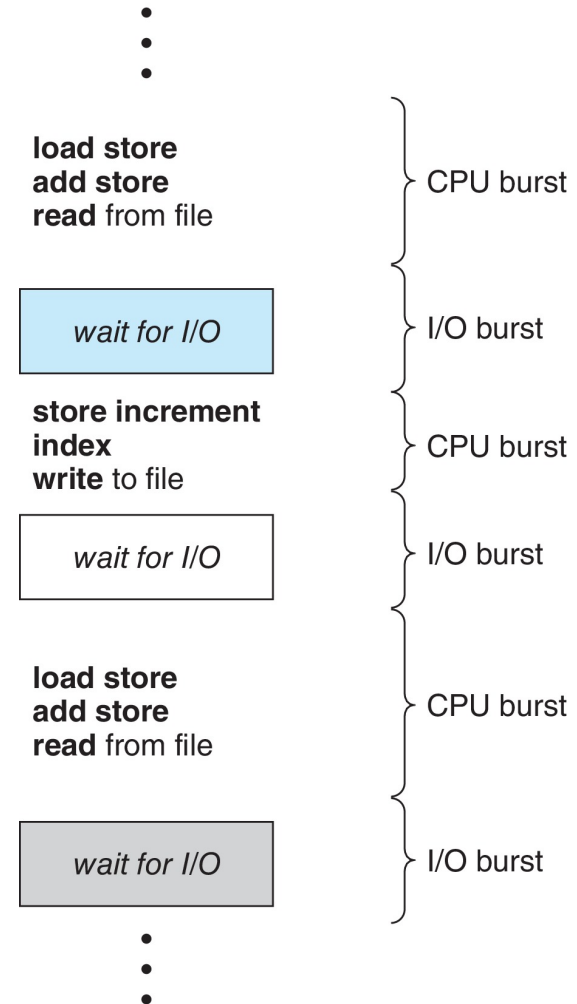 load store
add store
read from file
CPU burst
wait for I/O
I/O burst
store increment
index
write to file
CPU burst
wait for I/O
I/O burst
load store
add store
read from file
CPU burst
wait for I/O
I/O burst